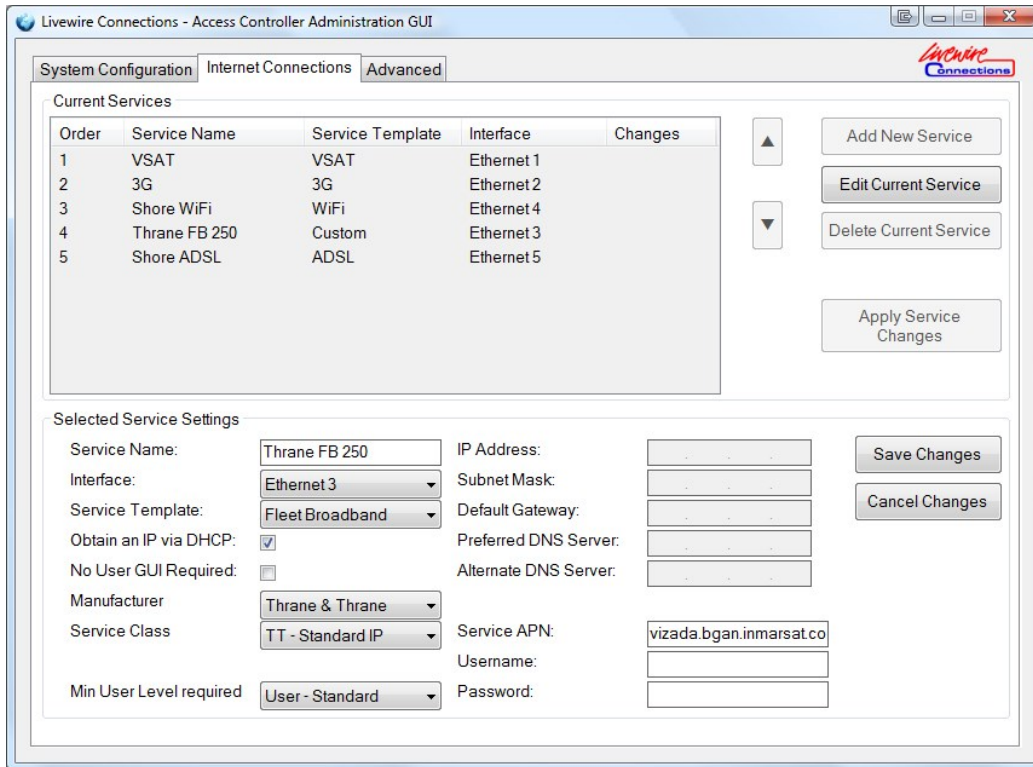 Livewire Connections - Access Controller Administration GUI
System Configuration Internet Connections Advanced
Livewire
Connections
Current Services
Order Service Name Service Template Interface Changes
1 VSAT VSAT Ethernet 1
2 3G 3G Ethernet 2
3 Shore WiFi WiFi Ethernet 4
4 Thrane FB 250 Custom Ethernet 3
5 Shore ADSL ADSL Ethernet 5
Add New Service
Edit Current Service
Delete Current Service
Apply Service
Changes
Selected Service Settings
Service Name: Thrane FB 250 IP Address:
Interface: Ethernet 3 Subnet Mask:
Service Template: Fleet Broadband Default Gateway:
Obtain an IP via DHCP: Preferred DNS Server:
No User GUI Required: Alternate DNS Server:
Manufacturer Thrane & Thrane
Service Class TT - Standard IP Service APN: vizada.bgan.inmarsat.co
Username:
Min User Level required User - Standard Password:
Save Changes
Cancel Changes